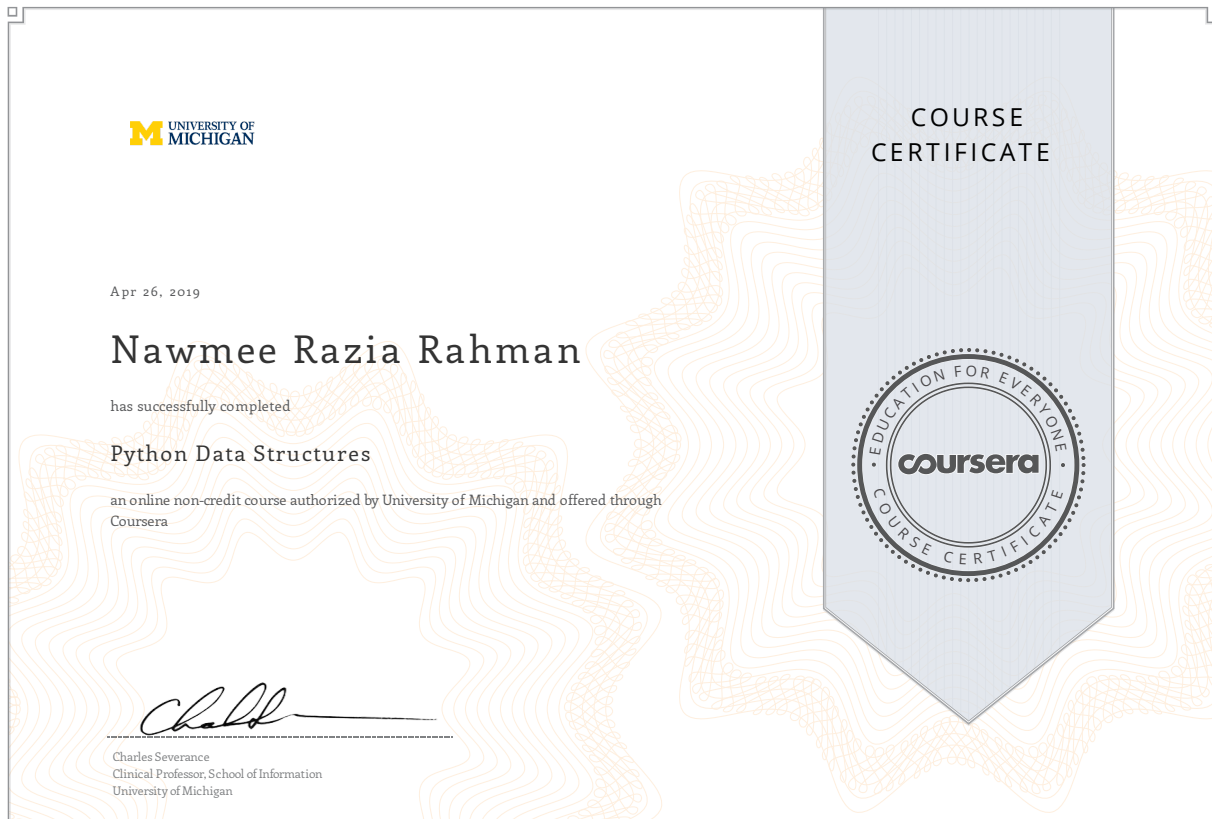 UNIVERSITY OF
MICHIGAN
COURSE
CERTIFICATE
Apr 26, 2019
Nawmee Razia Rahman
has successfully completed
Python Data Structures
an online non-credit course authorized by University of Michigan and offered through
Coursera
EDUCATION FOR EVERYONE
coursera
COURSE CERTIFICATE
Charles Severance
Clinical Professor, School of Information
University of Michigan